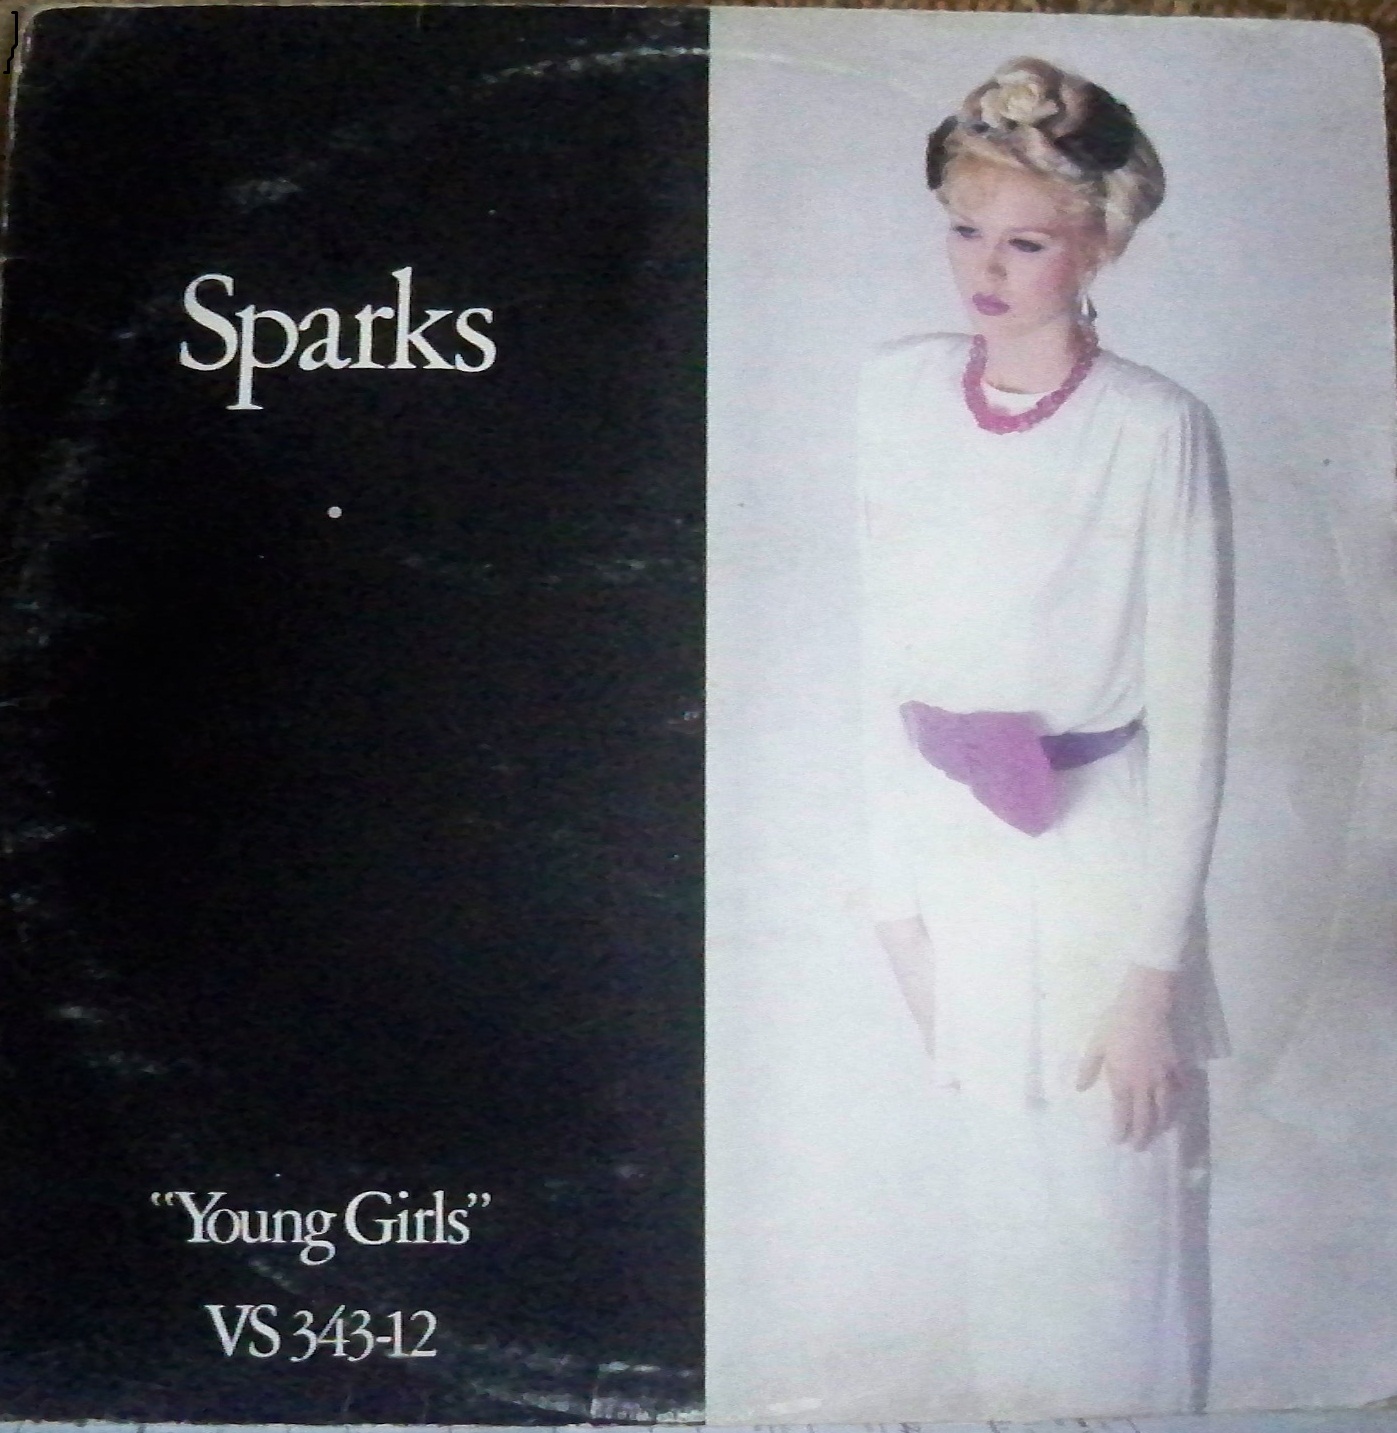 Sparks
“Young Girls”
VS 343-12